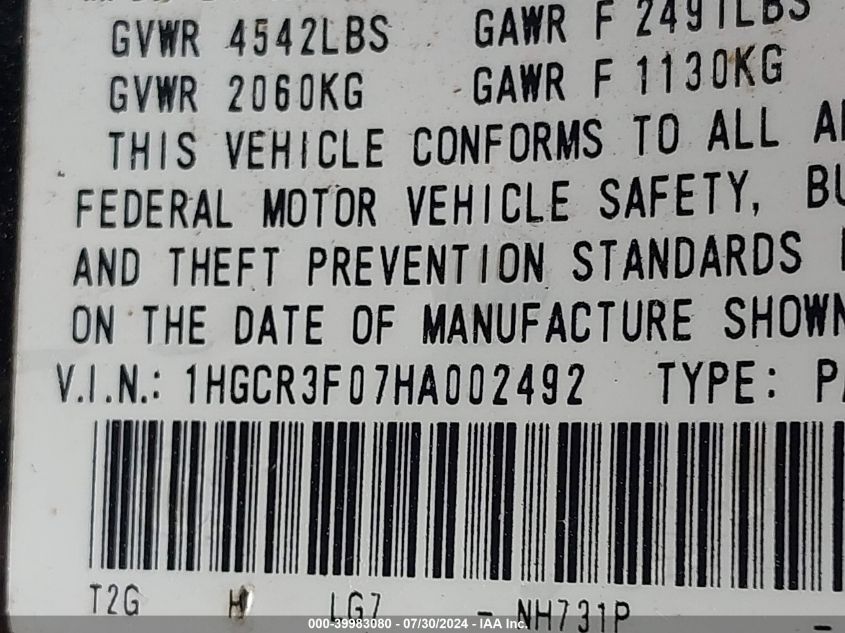 GVWR 4542LBS GAWR F 2491LBS
GVWR 2060KG GAWR F 1130KG
THIS VEHICLE CONFORMS TO ALL
FEDERAL MOTOR VEHICLE SAFETY,
AND THEFT PREVENTION STANDARDS
ON THE DATE OF MANUFACTURE SHOWN
V.I.N.: 1HGCR3F07HA002492 TYPE:
T2G H LG7 - NH731P -
000-39983080 - 07/30/2024 - IAA Inc.